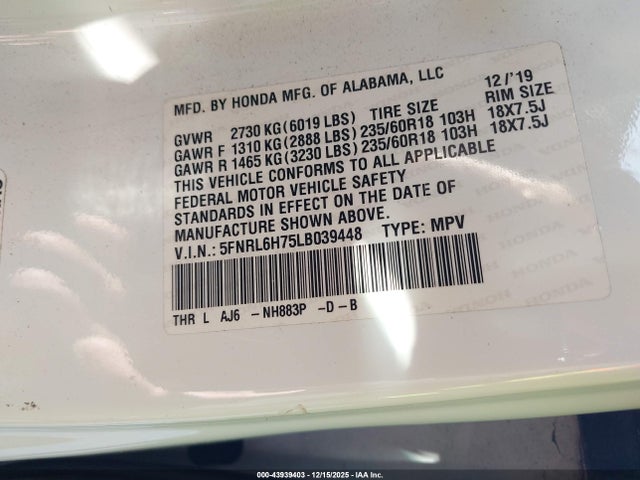 MFD. BY HONDA MFG. OF ALABAMA, LLC 12/'19
GVWR 2730 KG(6019 LBS) TIRE SIZE RIM SIZE
GAWR F 1310 KG(2888 LBS) 235/60R18 103H 18X7.5J
GAWR R 1465 KG(3230 LBS) 235/60R18 103H 18X7.5J
THIS VEHICLE CONFORMS TO ALL APPLICABLE
FEDERAL MOTOR VEHICLE SAFETY
STANDARDS IN EFFECT ON THE DATE OF
MANUFACTURE SHOWN ABOVE.
V.I.N.: 5FNRL6H75LB039448 TYPE: MPV
THR L AJ6 -NH883P -D-B
00-43939403 - 12/15/2025 - IAA Inc.